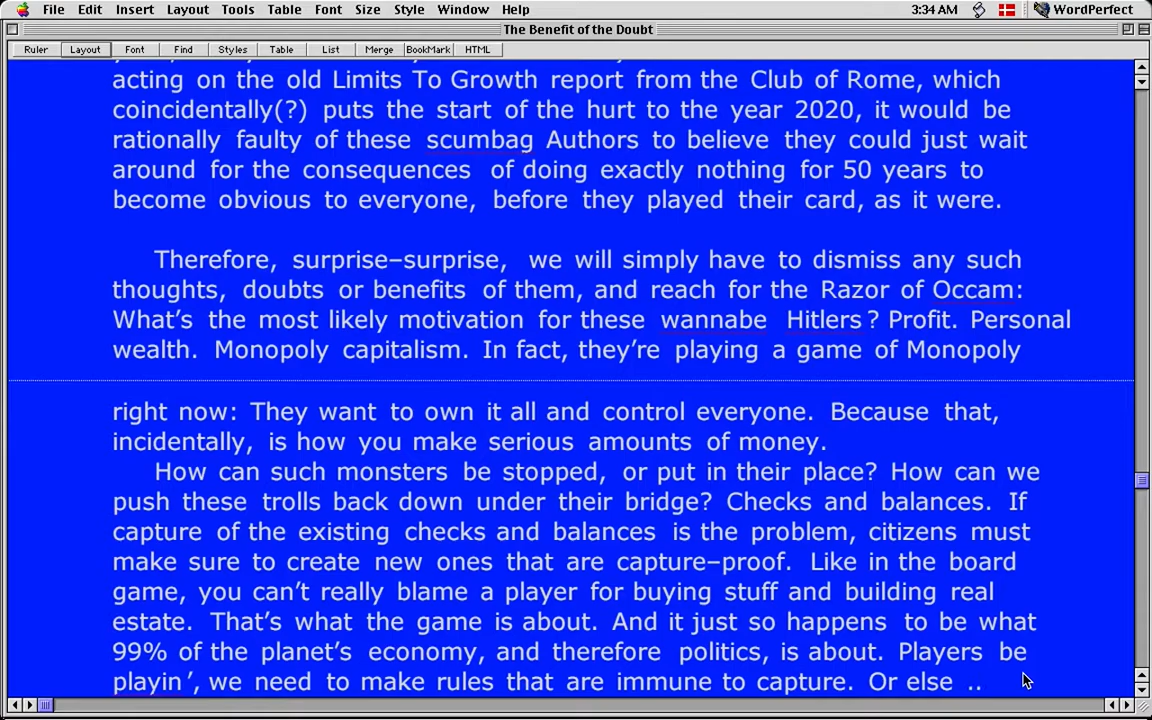 File Edit Insert Layout Tools Table Font Size Style Window Help 3:34 AM WordPerfect
The Benefit of the Doubt
Ruler Layout Font Find Styles Table List Merge BookMark HTML
acting on the old Limits To Growth report from the Club of Rome, which
coincidentally(?) puts the start of the hurt to the year 2020, it would be
rationally faulty of these scumbag Authors to believe they could just wait
around for the consequences of doing exactly nothing for 50 years to
become obvious to everyone, before they played their card, as it were.
Therefore, surprise–surprise, we will simply have to dismiss any such
thoughts, doubts or benefits of them, and reach for the Razor of Occam:
What’s the most likely motivation for these wannabe Hitlers? Profit. Personal
wealth. Monopoly capitalism. In fact, they’re playing a game of Monopoly
right now: They want to own it all and control everyone. Because that,
incidentally, is how you make serious amounts of money.
How can such monsters be stopped, or put in their place? How can we
push these trolls back down under their bridge? Checks and balances. If
capture of the existing checks and balances is the problem, citizens must
make sure to create new ones that are capture–proof. Like in the board
game, you can’t really blame a player for buying stuff and building real
estate. That’s what the game is about. And it just so happens to be what
99% of the planet’s economy, and therefore politics, is about. Players be
playin’, we need to make rules that are immune to capture. Or else ..